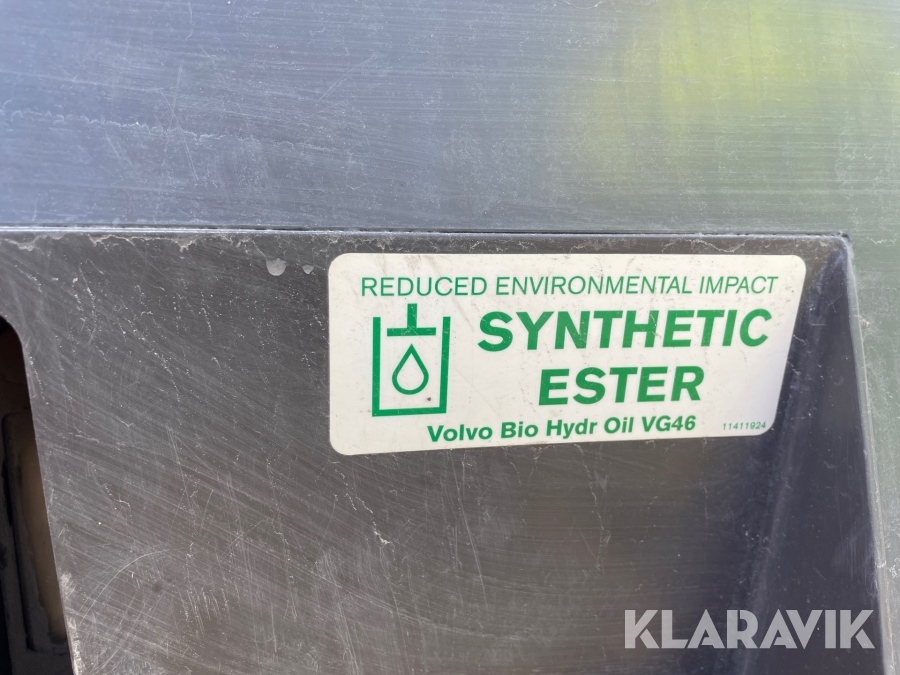 REDUCED ENVIRONMENTAL IMPACT
SYNTHETIC
ESTER
Volvo Bio Hydr Oil VG46
11411924
KLARAVIK